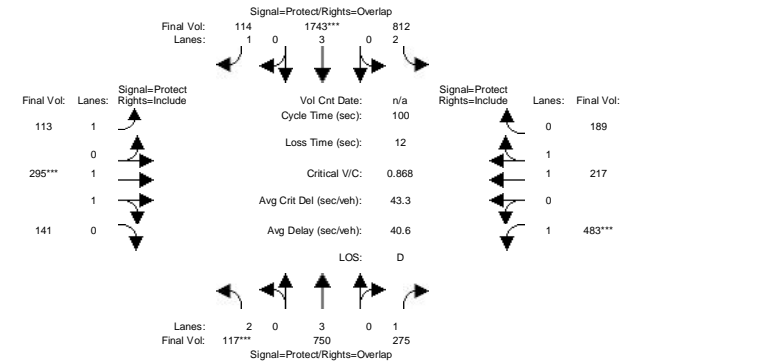 Signal=Protect/Rights=Overlap
Final Vol: 114 1743*** 812
Lanes: 1 0 3 0 2
Signal=Protect
Final Vol: Lanes: Rights=Include
Vol Cnt Date: n/a
Signal=Protect
Rights=Include Lanes: Final Vol:
Cycle Time (sec): 100
113 1
0 189
Loss Time (sec): 12
0
1
295*** 1
Critical V/C: 0.868
1 217
1
Avg Crit Del (sec/veh): 43.3
0
141 0
Avg Delay (sec/veh): 40.6
1 483***
LOS: D
Lanes: 2 0 3 0 1
Final Vol: 117*** 750 275
Signal=Protect/Rights=Overlap